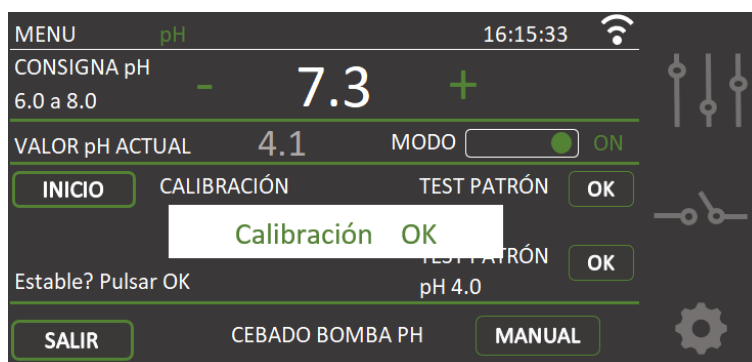 MENU pH 16:15:33
CONSIGNA pH
6.0 a 8.0 - 7.3 +
VALOR pH ACTUAL 4.1 MODO ON
INICIO CALIBRACIÓN TEST PATRÓN OK
Calibración OK
TEST PATRÓN OK
Estable? Pulsar OK pH 4.0
SALIR CEBADO BOMBA PH MANUAL